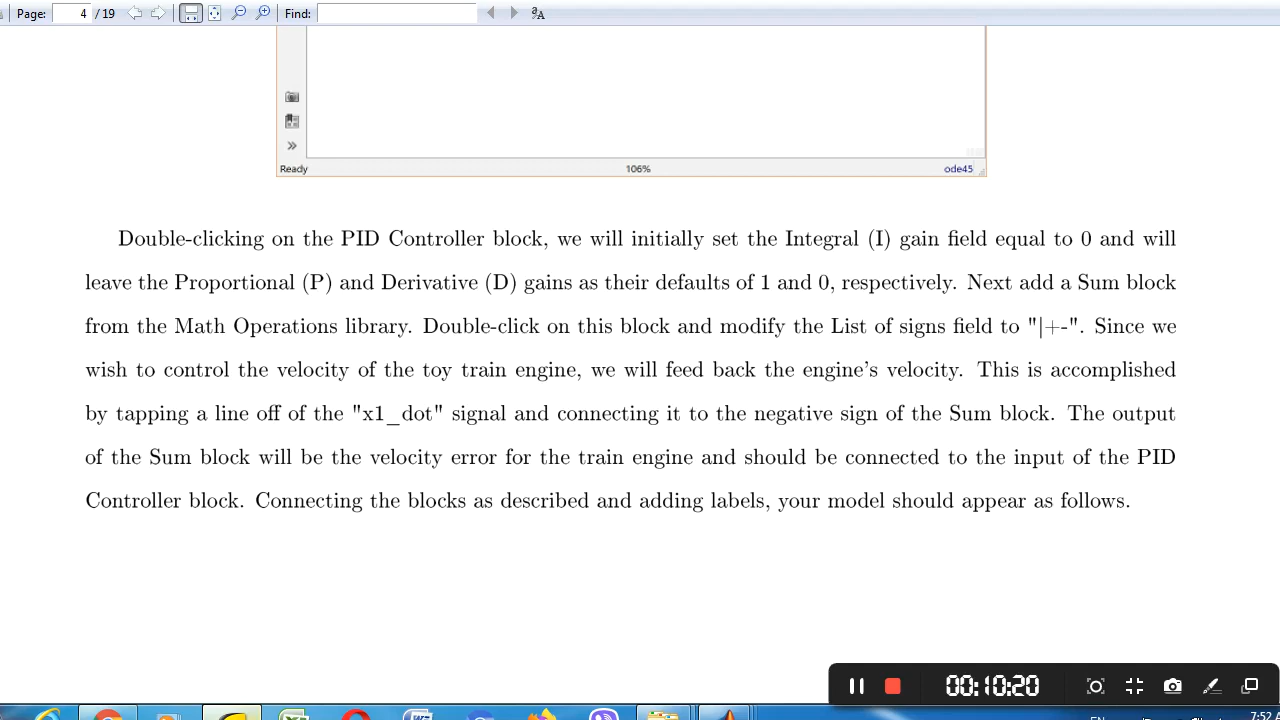 Page: 4 / 19 Find:
Ready 106% ode45
Double-clicking on the PID Controller block, we will initially set the Integral (I) gain field equal to 0 and will
leave the Proportional (P) and Derivative (D) gains as their defaults of 1 and 0, respectively. Next add a Sum block
from the Math Operations library. Double-click on this block and modify the List of signs field to "|+-". Since we
wish to control the velocity of the toy train engine, we will feed back the engine's velocity. This is accomplished
by tapping a line off of the "x1_dot" signal and connecting it to the negative sign of the Sum block. The output
of the Sum block will be the velocity error for the train engine and should be connected to the input of the PID
Controller block. Connecting the blocks as described and adding labels, your model should appear as follows.
00:10:20